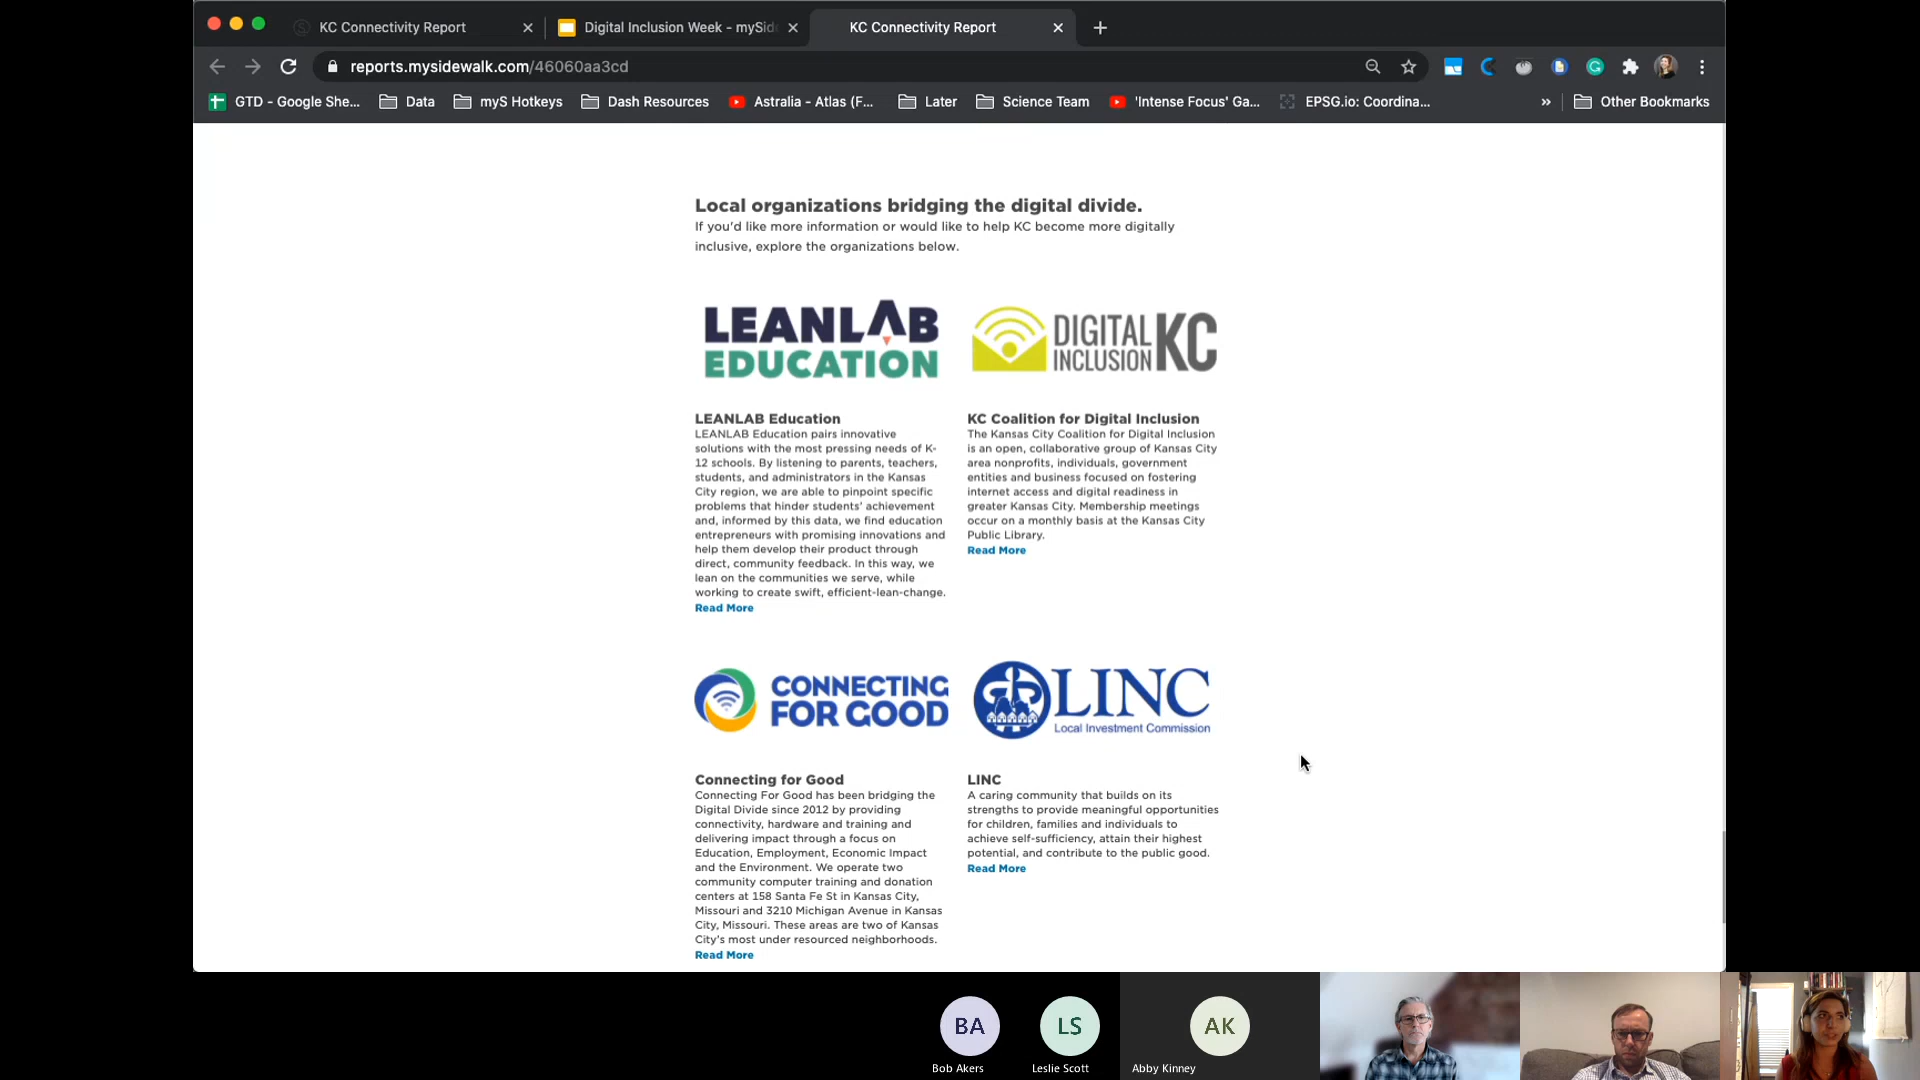 KC Connectivity Report
Digital Inclusion Week - mySid
KC Connectivity Report
reports.mysidewalk.com/46060aa3cd
GTD - Google She...
Data
myS Hotkeys
Dash Resources
Astralia - Atlas (F...
Later
Science Team
'Intense Focus' Ga...
EPSG.io: Coordina...
»
Other Bookmarks
Local organizations bridging the digital divide.
If you'd like more information or would like to help KC become more digitally
inclusive, explore the organizations below.
LEANLAB
EDUCATION
DIGITAL
INCLUSION
KC
LEANLAB Education
LEANLAB Education pairs innovative
solutions with the most pressing needs of K-
12 schools. By listening to parents, teachers,
students, and administrators in the Kansas
City region, we are able to pinpoint specific
problems that hinder students' achievement
and, informed by this data, we find education
entrepreneurs with promising innovations and
help them develop their product through
direct, community feedback. In this way, we
lean on the communities we serve, while
working to create swift, efficient-lean-change.
Read More
KC Coalition for Digital Inclusion
The Kansas City Coalition for Digital Inclusion
is an open, collaborative group of Kansas City
area nonprofits, individuals, government
entities and business focused on fostering
internet access and digital readiness in
greater Kansas City. Membership meetings
occur on a monthly basis at the Kansas City
Public Library.
Read More
CONNECTING
FOR GOOD
LINC
Local Investment Commission
Connecting for Good
Connecting For Good has been bridging the
Digital Divide since 2012 by providing
connectivity, hardware and training and
delivering impact through a focus on
Education, Employment, Economic Impact
and the Environment. We operate two
community computer training and donation
centers at 158 Santa Fe St in Kansas City,
Missouri and 3210 Michigan Avenue in Kansas
City, Missouri. These areas are two of Kansas
City's most under resourced neighborhoods.
Read More
LINC
A caring community that builds on its
strengths to provide meaningful opportunities
for children, families and individuals to
achieve self-sufficiency, attain their highest
potential, and contribute to the public good.
Read More
BA
LS
AK
Bob Akers
Leslie Scott
Abby Kinney